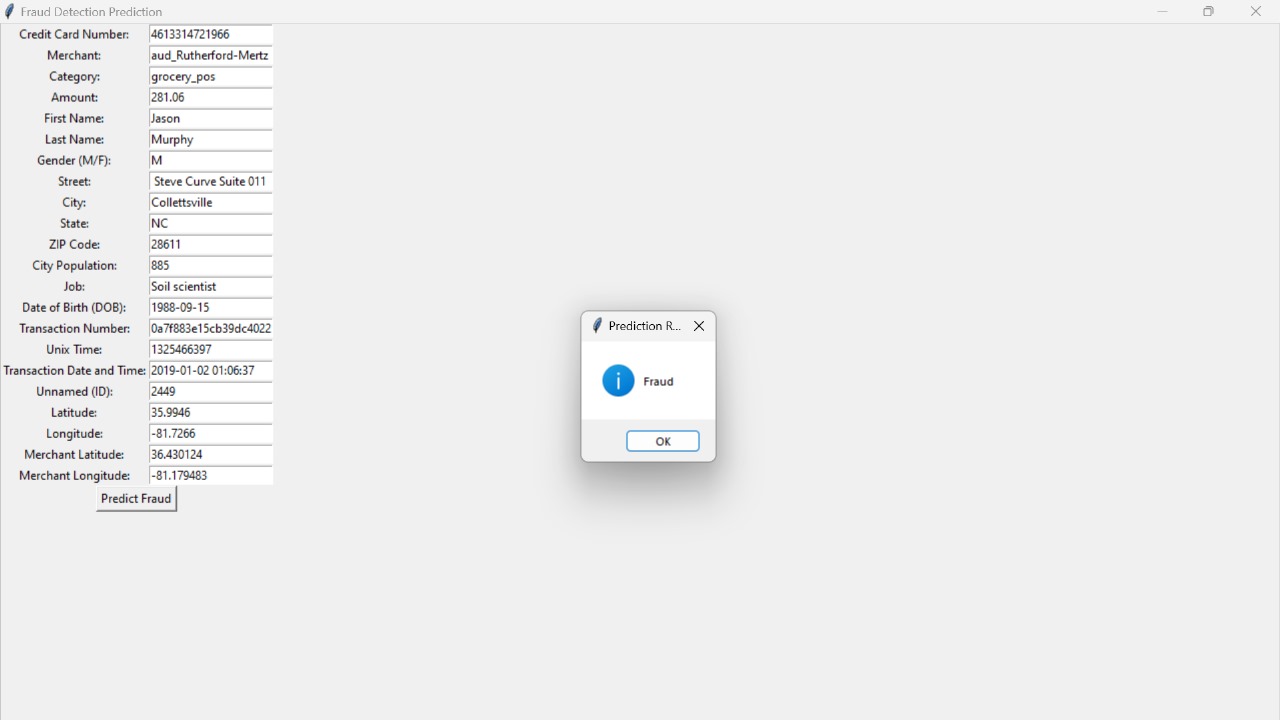 Fraud Detection Prediction
Credit Card Number: 4613314721966
Merchant: aud_Rutherford-Mertz
Category: grocery_pos
Amount: 281.06
First Name: Jason
Last Name: Murphy
Gender (M/F): M
Street: Steve Curve Suite 011
City: Collettsville
State: NC
ZIP Code: 28611
City Population: 885
Job: Soil scientist
Date of Birth (DOB): 1988-09-15
Transaction Number: 0a7f883e15cb39dc4022
Unix Time: 1325466397
Transaction Date and Time: 2019-01-02 01:06:37
Unnamed (ID): 2449
Latitude: 35.9946
Longitude: -81.7266
Merchant Latitude: 36.430124
Merchant Longitude: -81.179483
Predict Fraud
Prediction R...
Fraud
OK